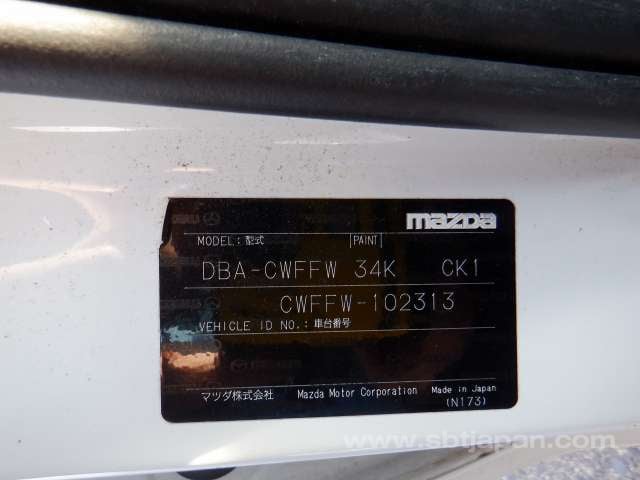 mazda
MODEL: 型式 PAINT
DBA-CWFFW 34K CK1
CWFFW-102313
VEHICLE ID NO.: 車台番号
マツダ株式会社 Mazda Motor Corporation Made in Japan
(N173)
www.sbtjapan.com